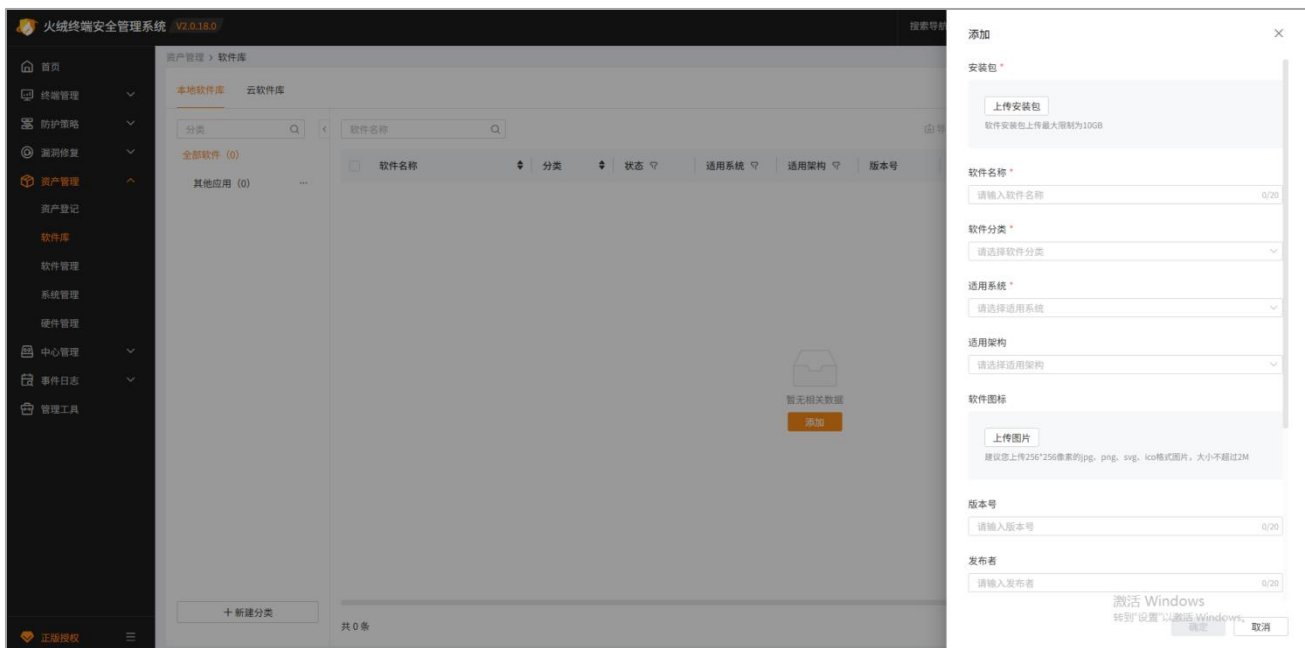 火绒终端安全管理系统 V2.0.18.0
搜索导航
首页
终端管理
防护策略
漏洞修复
资产管理
资产登记
软件库
软件管理
系统管理
硬件管理
中心管理
事件日志
管理工具
正版授权
资产管理 > 软件库
本地软件库 云软件库
分类
全部软件（0）
其他应用（0） ...
+ 新建分类
软件名称
软件名称 分类 状态 适用系统 适用架构 版本号
暂无相关数据
添加
共 0 条
添加
安装包 *
上传安装包
软件安装包上传最大限制为10GB
软件名称 *
请输入软件名称 0/20
软件分类 *
请选择软件分类
适用系统 *
请选择适用系统
适用架构
请选择适用架构
软件图标
上传图片
建议您上传256*256像素的jpg、png、svg、ico格式图片，大小不超过2M
版本号
请输入版本号 0/20
发布者
请输入发布者 0/20
激活 Windows
转到"设置"以激活 Windows。
确定 取消